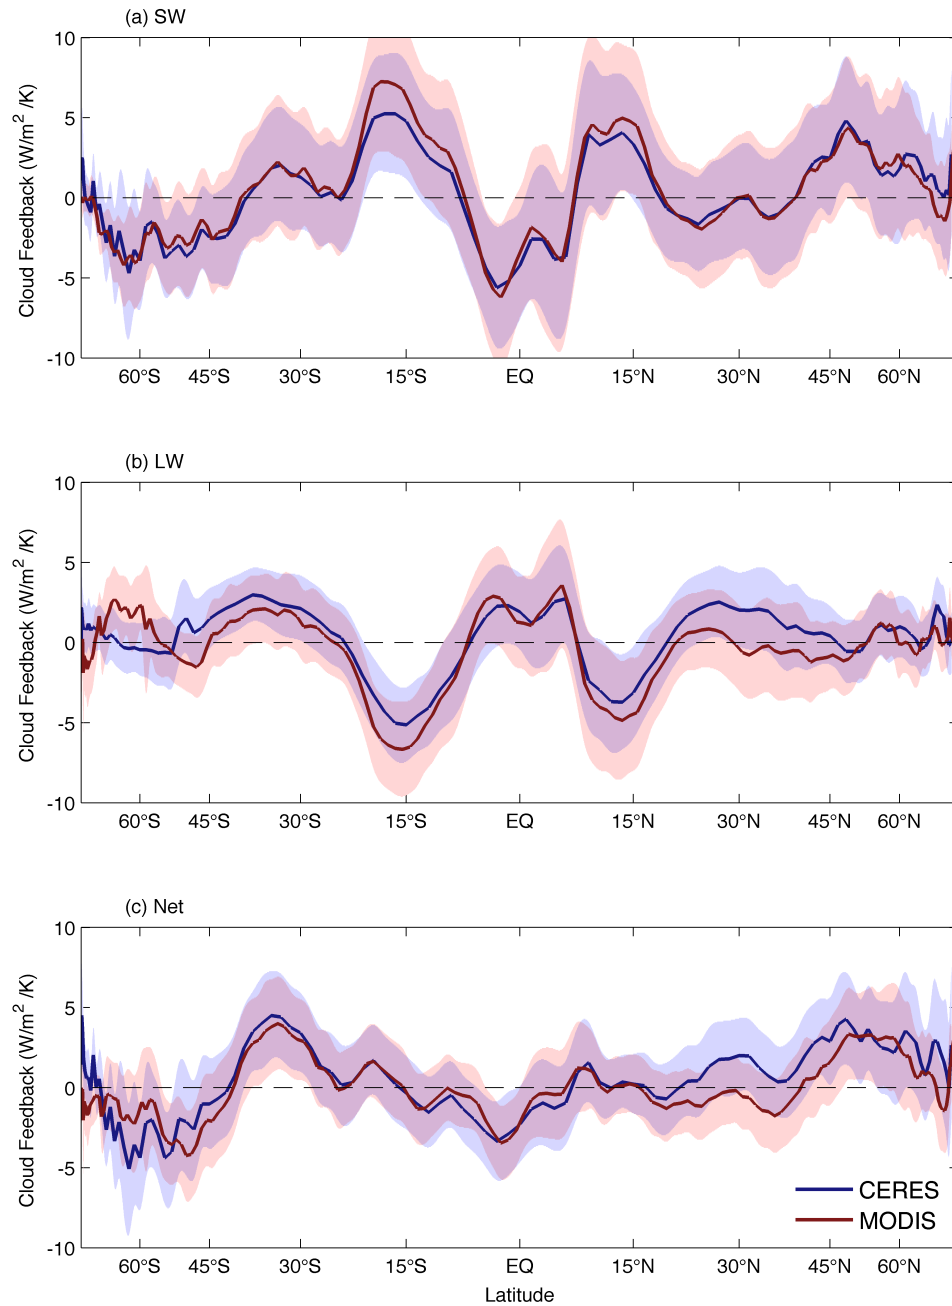 (a) SW
10
5
0
-5
-10
Cloud Feedback (W/m² /K)
60°S 45°S 30°S 15°S EQ 15°N 30°N 45°N 60°N
(b) LW
10
5
0
-5
-10
Cloud Feedback (W/m² /K)
60°S 45°S 30°S 15°S EQ 15°N 30°N 45°N 60°N
(c) Net
10
5
0
-5
-10
Cloud Feedback (W/m² /K)
CERES
MODIS
60°S 45°S 30°S 15°S EQ 15°N 30°N 45°N 60°N
Latitude